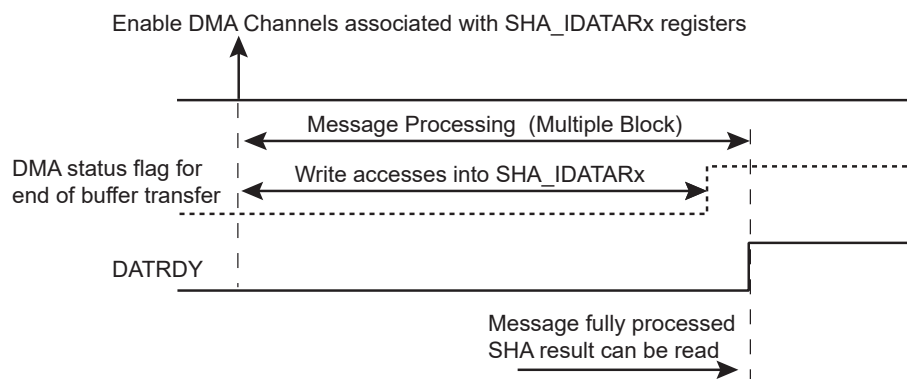 Enable DMA Channels associated with SHA_IDATARx registers
Message Processing (Multiple Block)
DMA status flag for
end of buffer transfer
Write accesses into SHA_IDATARx
DATRDY
Message fully processed
SHA result can be read